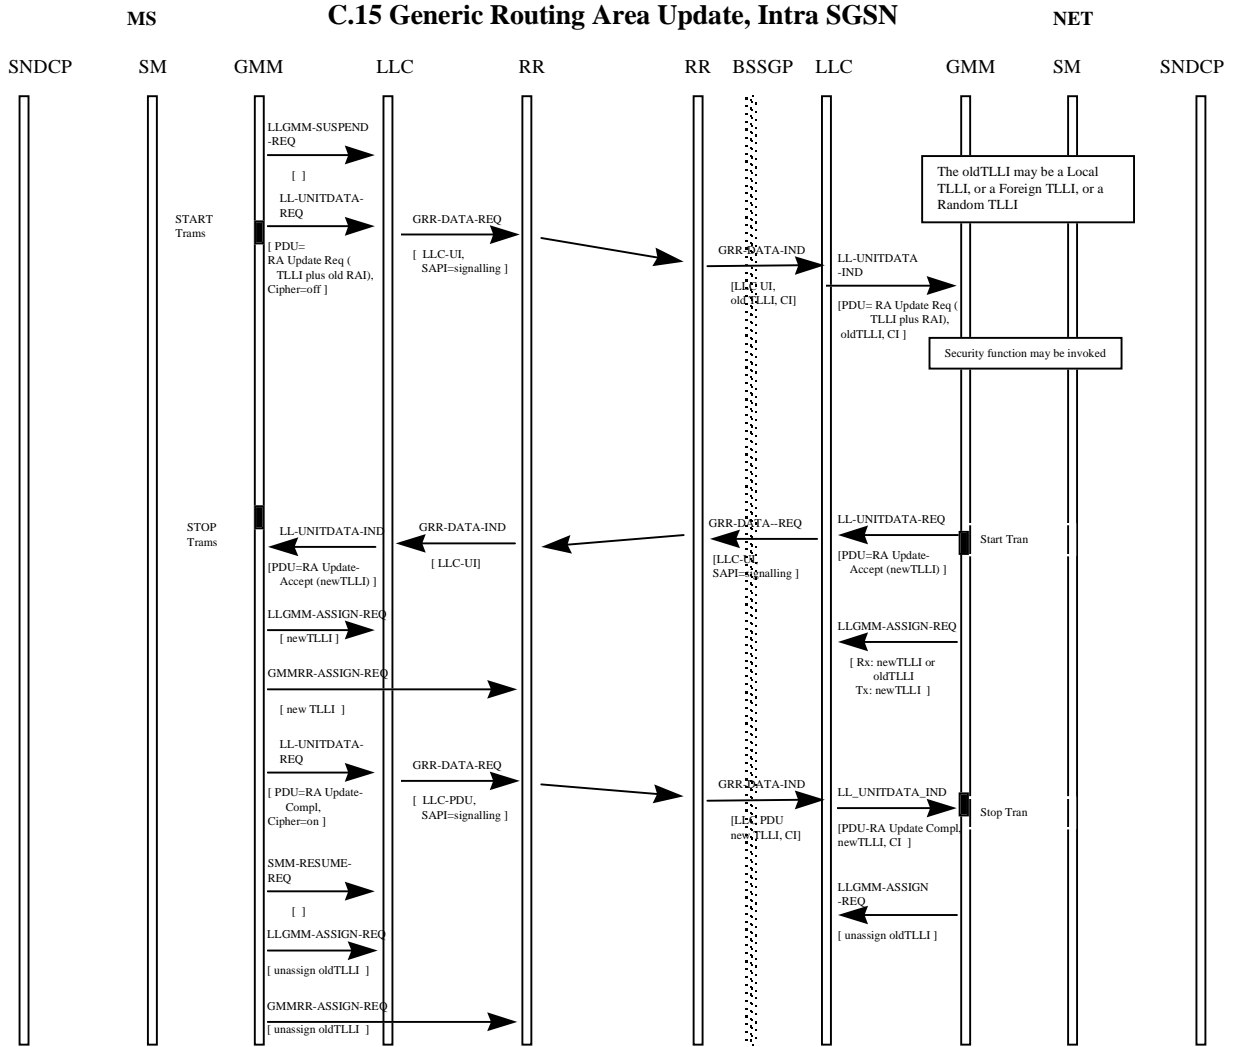 C.15 Generic Routing Area Update, Intra SGSN
MS
NET
SNDCP SM GMM LLC RR RR BSSGP LLC GMM SM SNDCP
LLGMM-SUSPEND
-REQ
[ ]
LL-UNITDATA-
REQ
START
Trams
[ PDU=
RA Update Req (
TLLI plus old RAI),
Cipher=off ]
GRR-DATA-REQ
[ LLC-UI,
SAPI=signalling ]
GRR-DATA-IND
[LLC UI,
old TLLI, CI]
LL-UNITDATA
-IND
[PDU= RA Update Req (
TLLI plus RAI),
oldTLLI, CI ]
The oldTLLI may be a Local
TLLI, or a Foreign TLLI, or a
Random TLLI
Security function may be invoked
LL-UNITDATA-REQ
Start Tran
[PDU=RA Update-
Accept (newTLLI) ]
GRR-DATA--REQ
[LLC-UI,
SAPI=signalling ]
GRR-DATA-IND
[ LLC-UI]
STOP
Trams
LL-UNITDATA-IND
[PDU=RA Update-
Accept (newTLLI) ]
LLGMM-ASSIGN-REQ
[ newTLLI ]
LLGMM-ASSIGN-REQ
[ Rx: newTLLI or
oldTLLI
Tx: newTLLI ]
GMMRR-ASSIGN-REQ
[ new TLLI ]
LL-UNITDATA-
REQ
[ PDU=RA Update-
Compl,
Cipher=on ]
GRR-DATA-REQ
[ LLC-PDU,
SAPI=signalling ]
GRR-DATA-IND
[LLC PDU
new TLLI, CI]
LL_UNITDATA_IND
Stop Tran
[PDU-RA Update Compl,
newTLLI, CI ]
SMM-RESUME-
REQ
[ ]
LLGMM-ASSIGN
-REQ
[ unassign oldTLLI ]
LLGMM-ASSIGN-REQ
[ unassign oldTLLI ]
GMMRR-ASSIGN-REQ
[ unassign oldTLLI ]